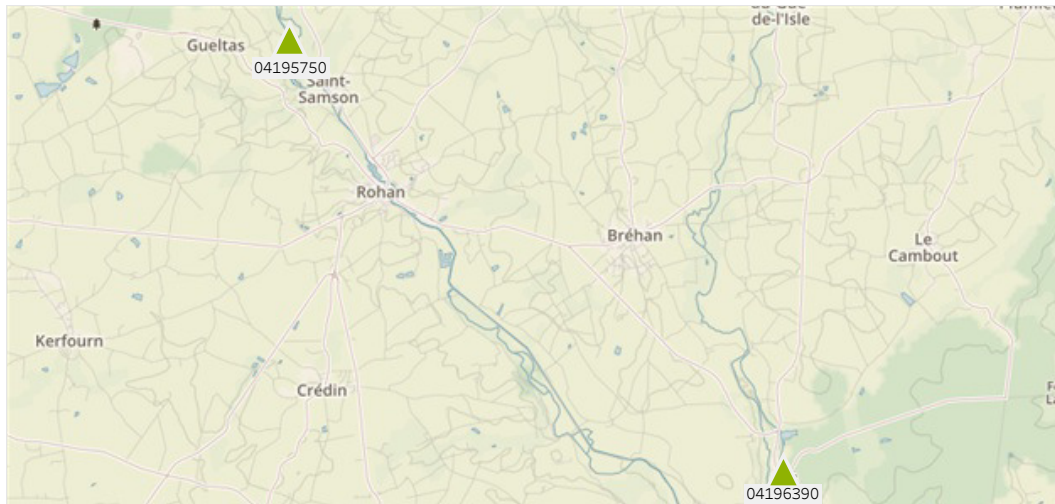 de-l'Isle
Gueltas
04195750
Saint-
Samson
Rohan
Bréhan
Le
Cambout
Kerfourn
Crédin
04196390